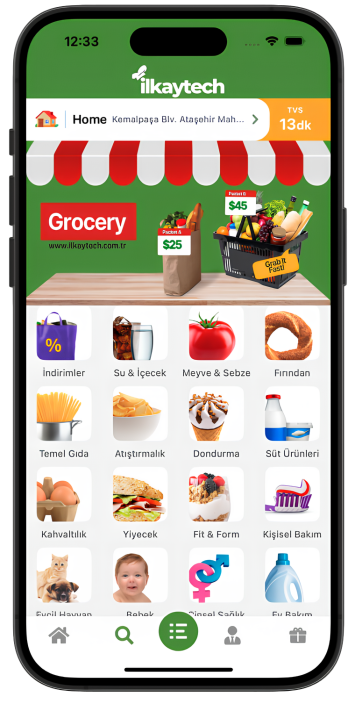 12:33
ilkaytech
Home Kemalpaşa Blv. Ataşehir Mah...
TVS
13dk
Grocery
www.ilkaytech.com.tr
Packet A
$25
Packet B
$45
Grab It
Fast!
%
İndirimler
Su & İçecek
Meyve & Sebze
Fırından
Temel Gıda
Atıştırmalık
Dondurma
Süt Ürünleri
Kahvaltılık
Yiyecek
Fit & Form
Kişisel Bakım
Evcil Hayvan
Bebek
Cinsel Sağlık
Ev Bakım